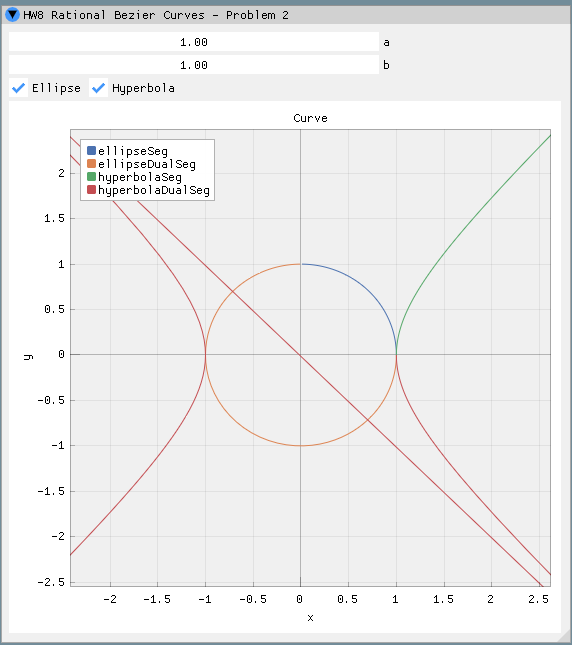 HW8 Rational Bezier Curves - Problem 2
1.00 a
1.00 b
Ellipse Hyperbola
Curve
ellipseSeg
ellipseDualSeg
hyperbolaSeg
hyperbolaDualSeg
2
1.5
1
0.5
0
-0.5
-1
-1.5
-2
-2.5
y
-2 -1.5 -1 -0.5 0 0.5 1 1.5 2 2.5
x